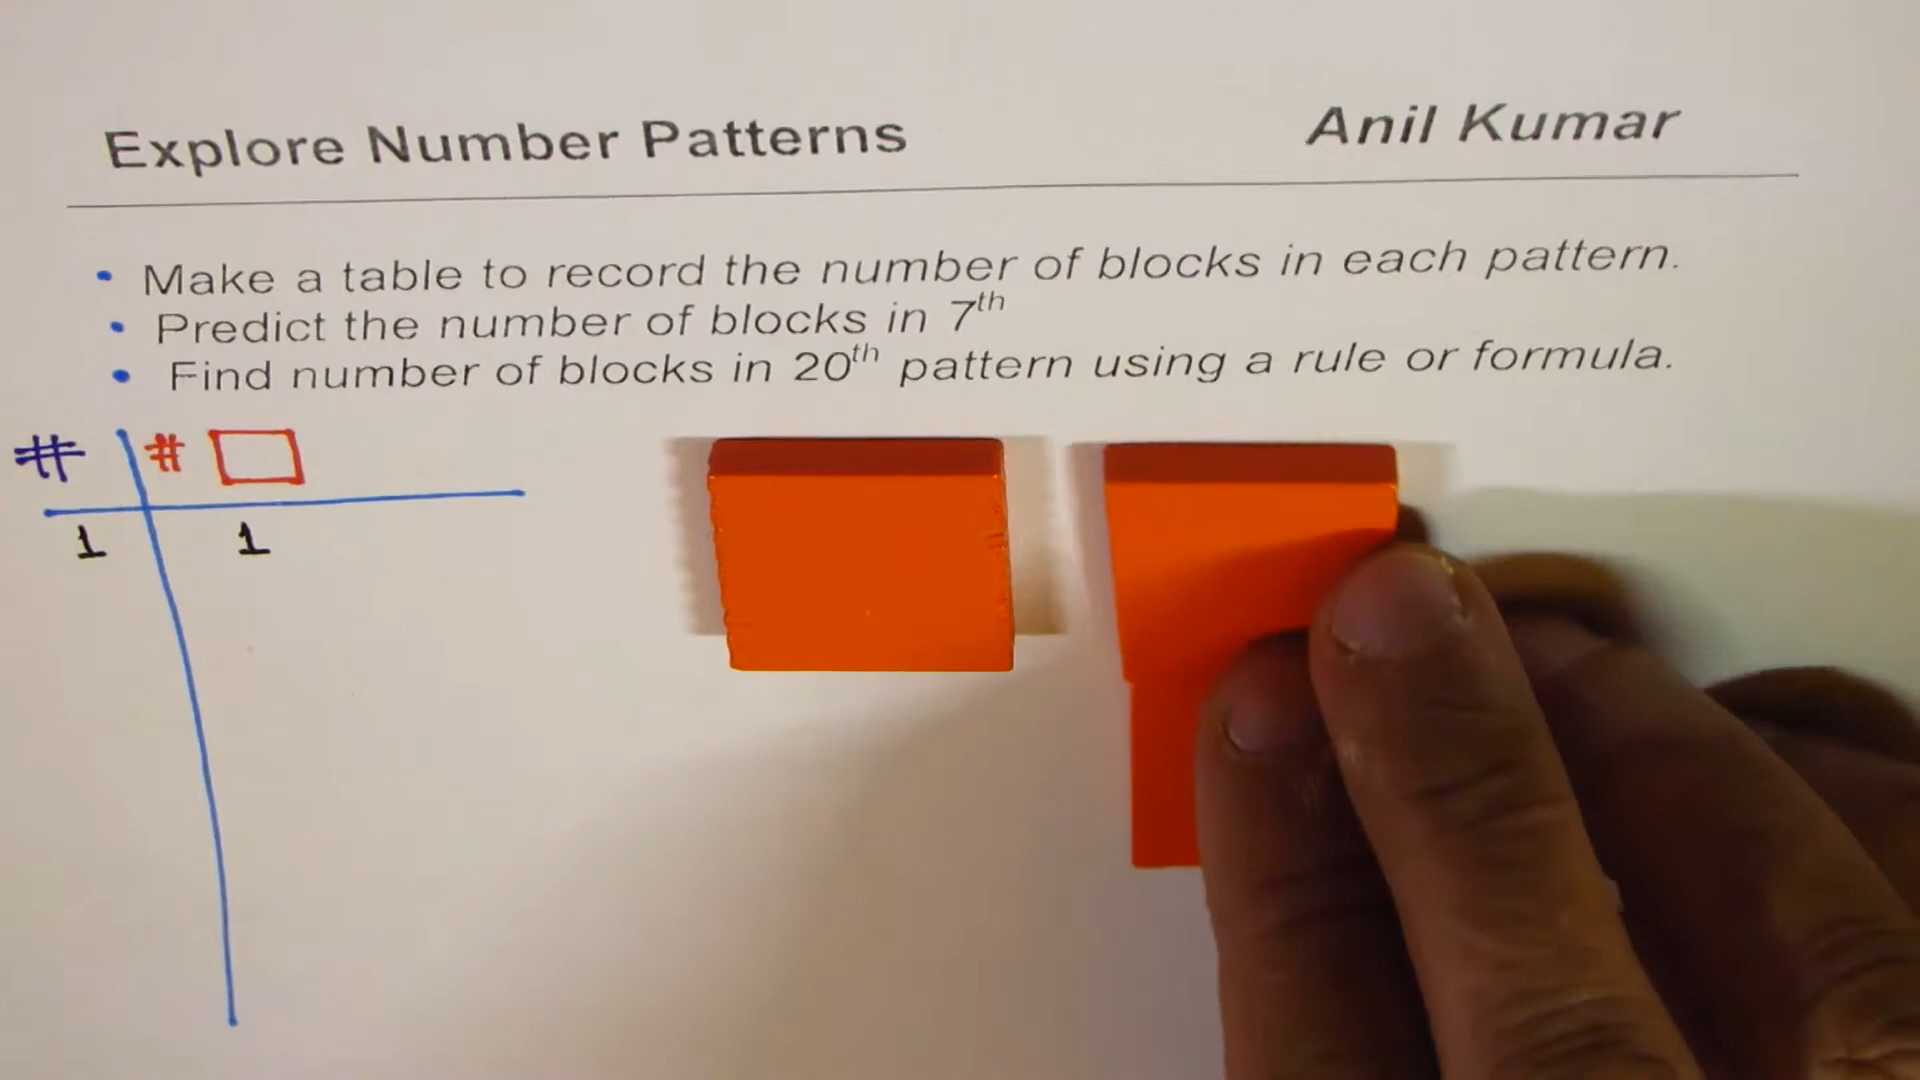 Explore Number Patterns Anil Kumar
• Make a table to record the number of blocks in each pattern.
• Predict the number of blocks in 7th
• Find number of blocks in 20th pattern using a rule or formula.
# # □
1 1